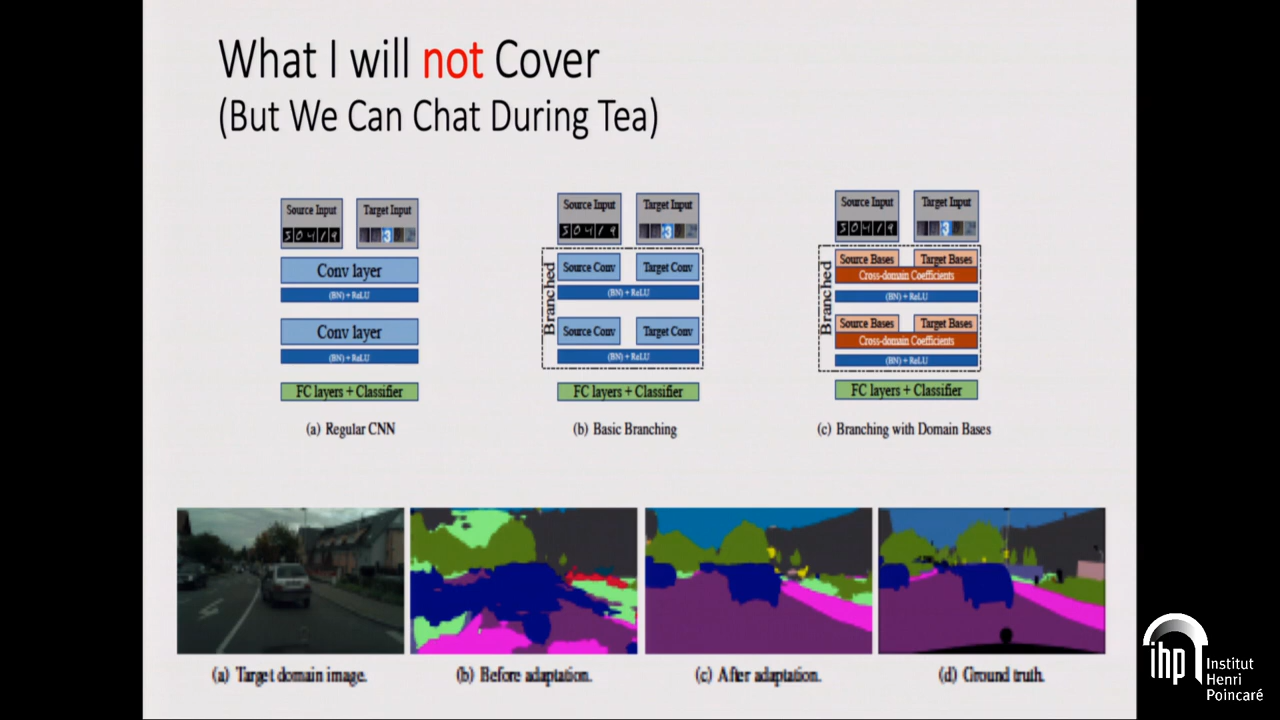 What I will not Cover
(But We Can Chat During Tea)
Source Input
Target Input
Conv layer
(BN) + ReLU
Conv layer
(BN) + ReLU
FC layers + Classifier
(a) Regular CNN
Source Input
Target Input
Branched
Source Conv
Target Conv
(BN) + ReLU
Source Conv
Target Conv
(BN) + ReLU
FC layers + Classifier
(b) Basic Branching
Source Input
Target Input
Branched
Source Bases
Target Bases
Cross-domain Coefficients
(BN) + ReLU
Source Bases
Target Bases
Cross-domain Coefficients
(BN) + ReLU
FC layers + Classifier
(c) Branching with Domain Bases
(a) Target domain image.
(b) Before adaptation.
(c) After adaptation.
(d) Ground truth.
ihp
Institut
Henri
Poincaré